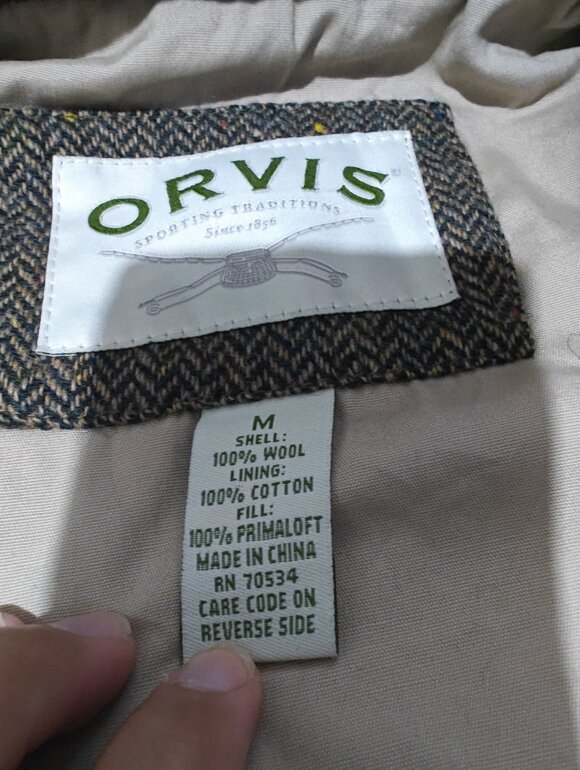 ORVIS®
SPORTING TRADITIONS
Since 1856
M
SHELL:
100% WOOL
LINING:
100% COTTON
FILL:
100% PRIMALOFT
MADE IN CHINA
RN 70534
CARE CODE ON
REVERSE SIDE